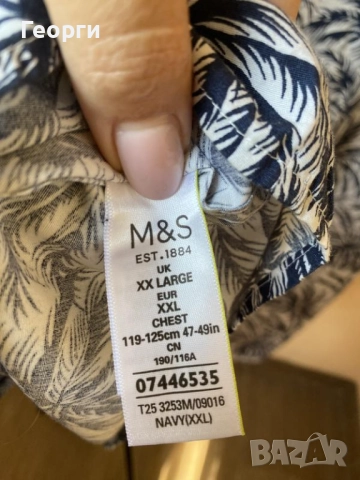 Георги
M&S
EST.1884
UK
XX LARGE
EUR
XXL
CHEST
119-125cm 47-49in
CN
190/116A
07446535
T25 3253M/09016
NAVY(XXL)
BAZAR